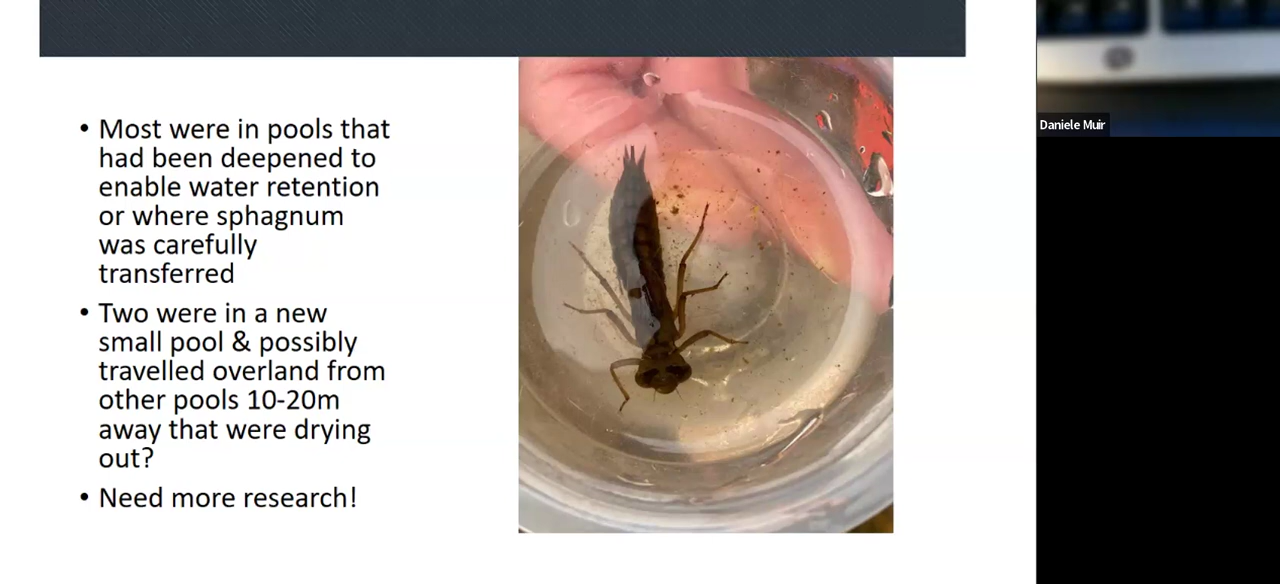 • Most were in pools that
had been deepened to
enable water retention
or where sphagnum
was carefully
transferred
• Two were in a new
small pool & possibly
travelled overland from
other pools 10-20m
away that were drying
out?
• Need more research!
Daniele Muir